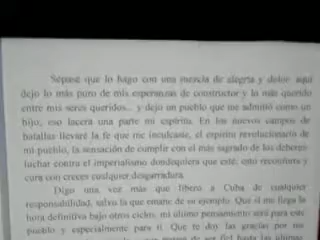 Sépase que lo hago con una mezcla de alegría y dolor aquí
dejo lo más puro de mis esperanzas de constructor y lo más querido
entre mis seres queridos... y dejo un pueblo que me admitió como un
hijo, eso lacera una parte mi espíritu. En los nuevos campos de
batallas llevaré la fe que me inculcaste, el espíritu revolucionario de
mi pueblo, la sensación de cumplir con el más sagrado de los deberes:
luchar contra el imperialismo dondequiera que esté, esto reconforta y
cura con creces cualquier desgarradura.
Digo una vez más que libero a Cuba de cualquier
responsabilidad, salvo la que emane de su ejemplo. Que si me llega la
hora definitiva bajo otros cielos, mi último pensamiento será para este
pueblo y especialmente para ti. Que te doy las gracias por
de ser fiel hasta las últimas